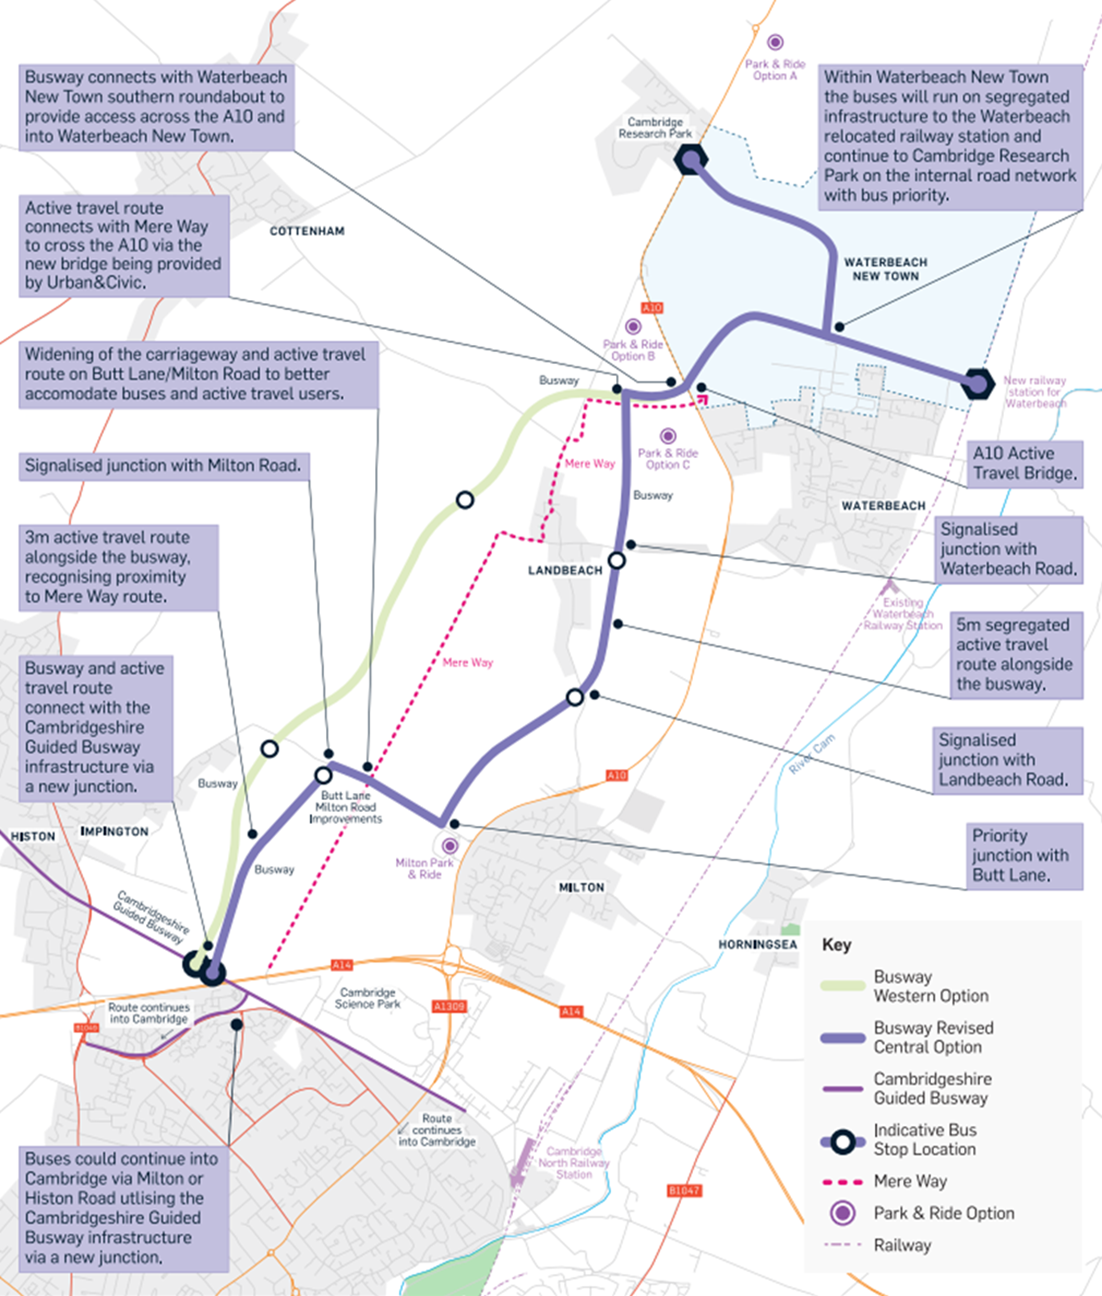 Busway connects with Waterbeach
New Town southern roundabout to
provide access across the A10 and
into Waterbeach New Town.
Active travel route
connects with Mere Way
to cross the A10 via the
new bridge being provided
by Urban&Civic.
Widening of the carriageway and active travel
route on Butt Lane/Milton Road to better
accomodate buses and active travel users.
Signalised junction with Milton Road.
3m active travel route
alongside the busway,
recognising proximity
to Mere Way route.
Busway and active
travel route
connect with the
Cambridgeshire
Guided Busway
infrastructure via
a new junction.
Buses could continue into
Cambridge via Milton or
Histon Road utlising the
Cambridgeshire Guided
Busway infrastructure
via a new junction.
Within Waterbeach New Town
the buses will run on segregated
infrastructure to the Waterbeach
relocated railway station and
continue to Cambridge Research
Park on the internal road network
with bus priority.
A10 Active
Travel Bridge.
Signalised
junction with
Waterbeach Road.
5m segregated
active travel
route alongside
the busway.
Signalised
junction with
Landbeach Road.
Priority
junction with
Butt Lane.
Park & Ride
Option A
Cambridge
Research Park
COTTENHAM
WATERBEACH
NEW TOWN
A10
Park & Ride
Option B
Busway
New railway
station for
Waterbeach
Park & Ride
Option C
Mere Way
Busway
WATERBEACH
LANDBEACH
Existing
Waterbeach
Railway Station
Mere Way
River Cam
A10
Busway
Butt Lane
Milton Road
Improvements
HISTON
IMPINGTON
Busway
Milton Park
& Ride
MILTON
Cambridgeshire
Guided Busway
HORNINGSEA
A14
Cambridge
Science Park
Route continues
into Cambridge
A1309
A14
B1049
Route
continues
into Cambridge
Cambridge
North Railway
Station
B1047
Key
Busway
Western Option
Busway Revised
Central Option
Cambridgeshire
Guided Busway
Indicative Bus
Stop Location
Mere Way
Park & Ride Option
Railway